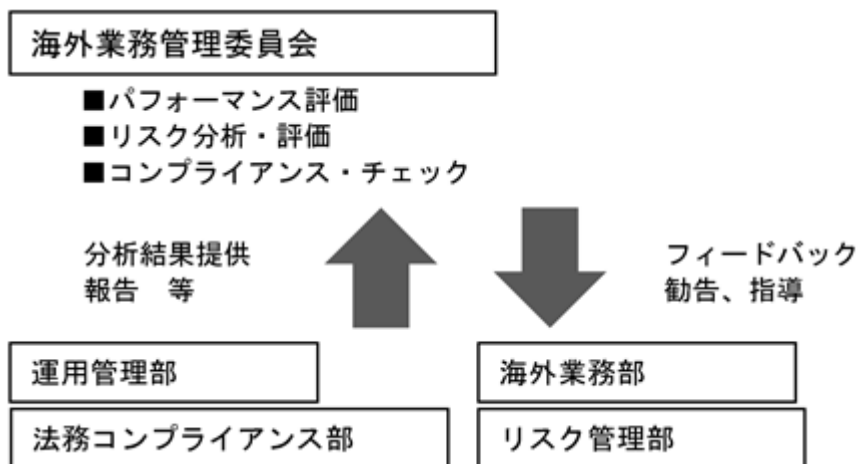 海外業務管理委員会
■パフォーマンス評価
■リスク分析・評価
■コンプライアンス・チェック
分析結果提供
報告　等
フィードバック
勧告、指導
運用管理部
海外業務部
法務コンプライアンス部
リスク管理部